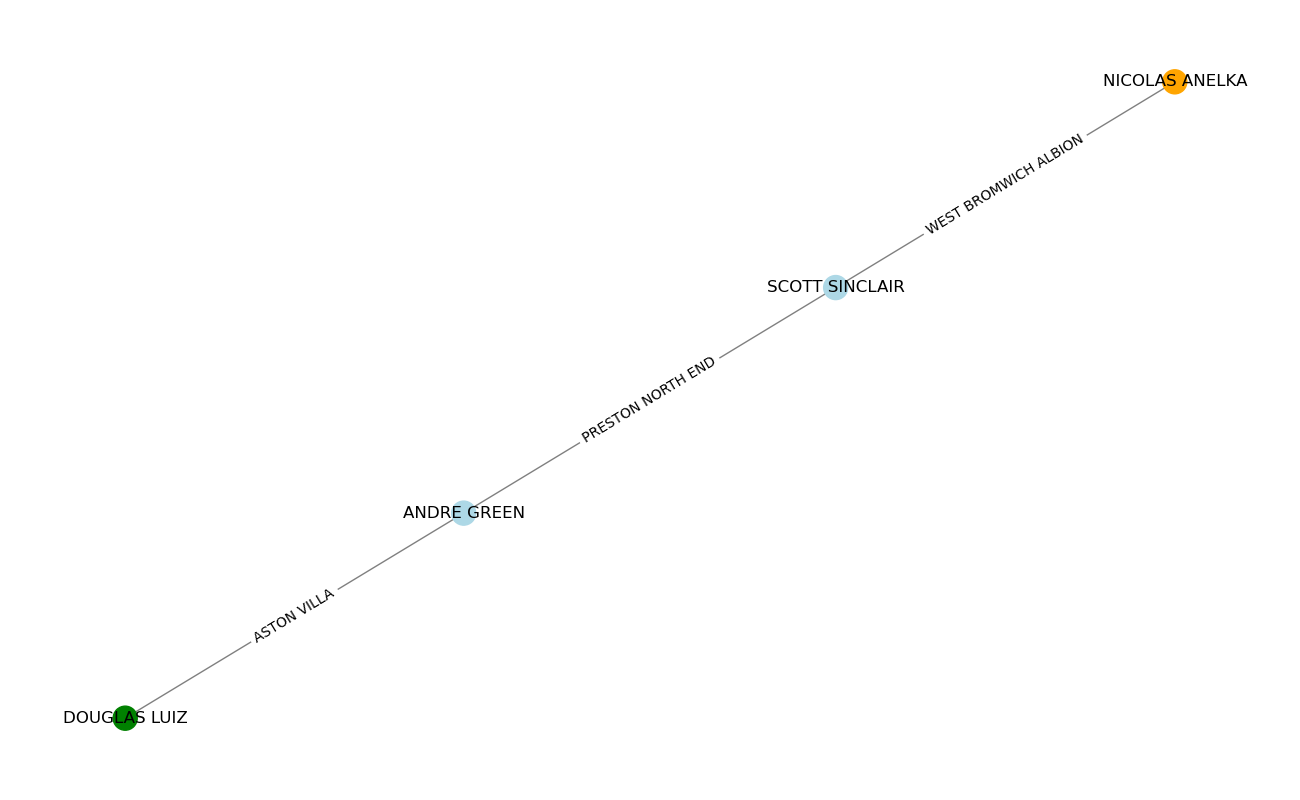 NICOLAS ANELKA
WEST BROMWICH ALBION
SCOTT SINCLAIR
PRESTON NORTH END
ANDRE GREEN
ASTON VILLA
DOUGLAS LUIZ